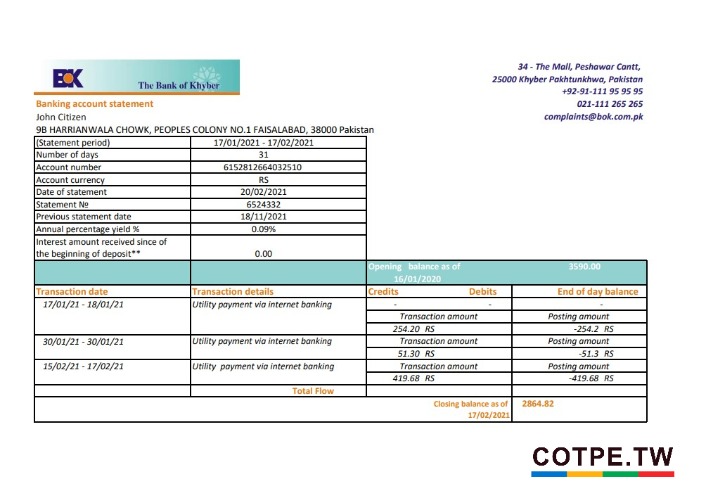 BOK
The Bank of Khyber
34 - The Mall, Peshawar Cantt,
25000 Khyber Pakhtunkhwa, Pakistan
+92-91-111 95 95 95
021-111 265 265
complaints@bok.com.pk
Banking account statement
John Citizen
9B HARRIANWALA CHOWK, PEOPLES COLONY NO.1 FAISALABAD, 38000 Pakistan
(Statement period) 17/01/2021 - 17/02/2021
Number of days 31
Account number 6152812664032510
Account currency RS
Date of statement 20/02/2021
Statement № 6524332
Previous statement date 18/11/2021
Annual percentage yield % 0.09%
Interest amount received since of
the beginning of deposit** 0.00
Opening balance as of 3590.00
16/01/2020
Transaction date Transaction details Credits Debits End of day balance
17/01/21 - 18/01/21 Utility payment via internet banking - - -
Transaction amount Posting amount
254.20 RS -254.2 RS
30/01/21 - 30/01/21 Utility payment via internet banking Transaction amount Posting amount
51.30 RS -51.3 RS
15/02/21 - 17/02/21 Utility payment via internet banking Transaction amount Posting amount
419.68 RS -419.68 RS
Total Flow
Closing balance as of 2864.82
17/02/2021
COTPE.TW